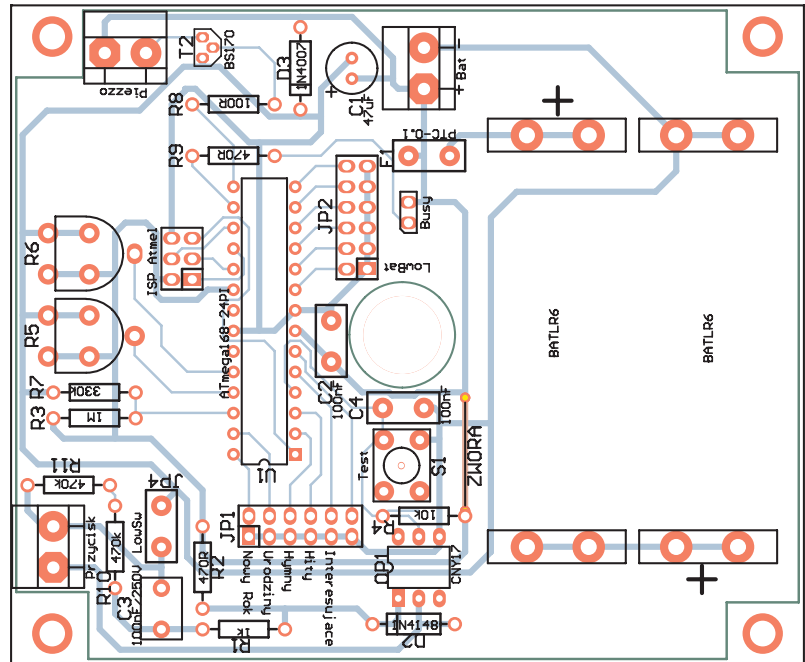 Piezzo
T2
BS170
D3
1N4007
C1
47uF
+
+ Bat -
R8
100R
R9
470R
F1
PTC-0.1
+
JP2
Busy
LowBat
R6
ISP Atmel
R5
ATmega168-24PI
U1
C2
100nF
BATLR6
BATLR6
R7
330k
R3
1M
C4
100nF
Test
S1
ZWORA
R11
470k
JP4
LowSw
Przycisk
R10
470k
C3
100nF/250V
R2
470R
R1
1k
JP1
Nowy Rok
Urodziny
Hymny
Hity
Interesujace
R4
10k
OP1
CNY17
D2
1N4148
+